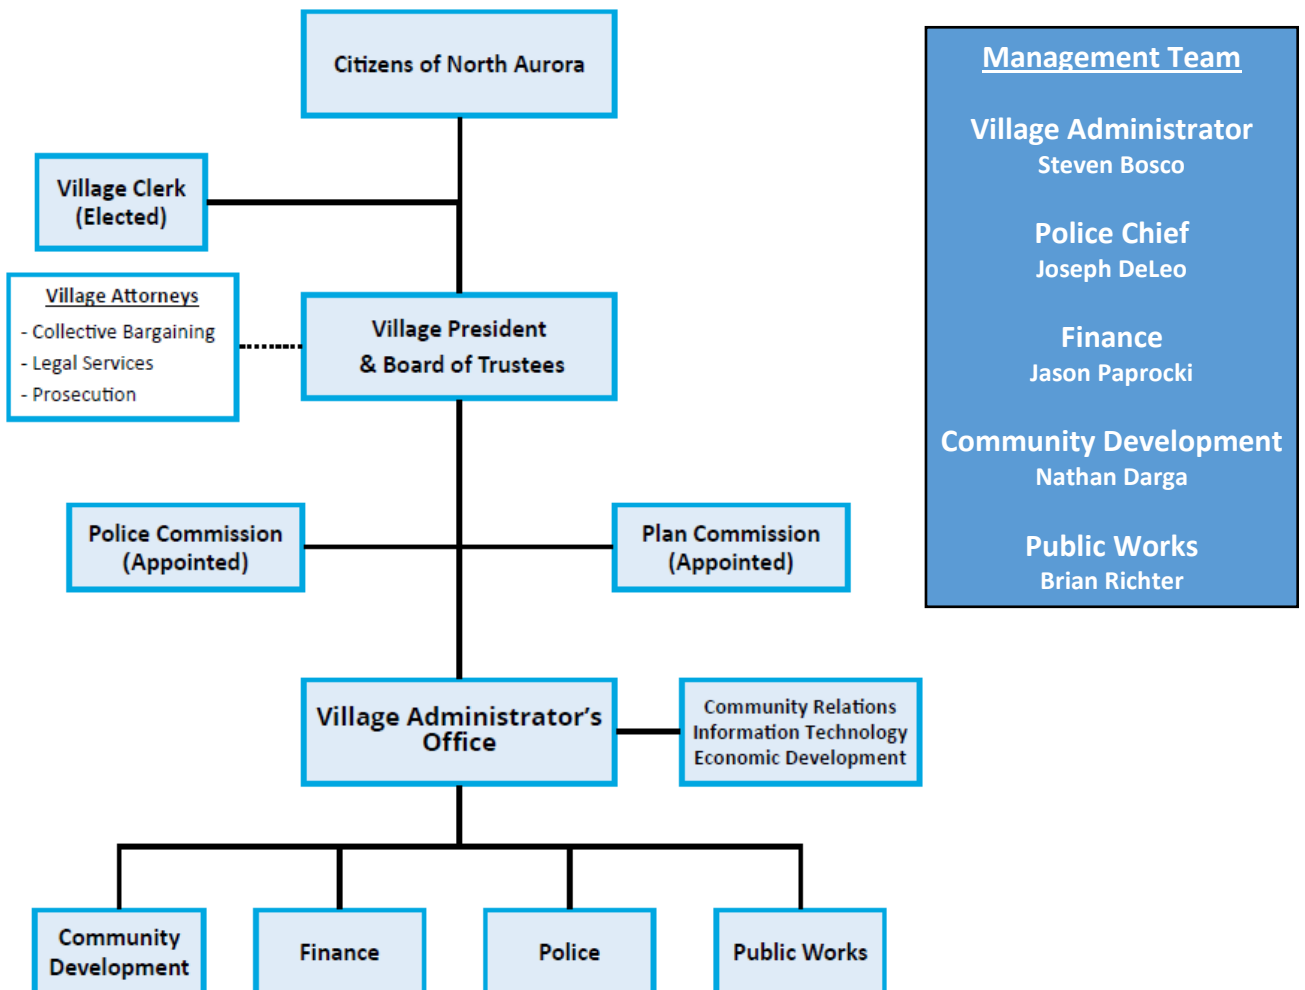 Citizens of North Aurora
Village Clerk
(Elected)
Village Attorneys
- Collective Bargaining
- Legal Services
- Prosecution
Village President
& Board of Trustees
Police Commission
(Appointed)
Plan Commission
(Appointed)
Village Administrator’s
Office
Community Relations
Information Technology
Economic Development
Community
Development
Finance
Police
Public Works
Management Team
Village Administrator
Steven Bosco
Police Chief
Joseph DeLeo
Finance
Jason Paprocki
Community Development
Nathan Darga
Public Works
Brian Richter